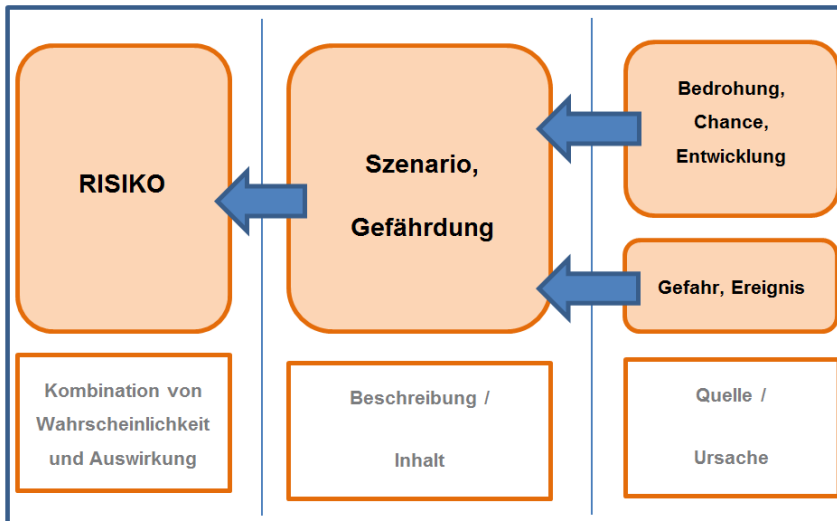 RISIKO
Szenario,
Gefährdung
Bedrohung,
Chance,
Entwicklung
Gefahr, Ereignis
Kombination von
Wahrscheinlichkeit
und Auswirkung
Beschreibung /
Inhalt
Quelle /
Ursache